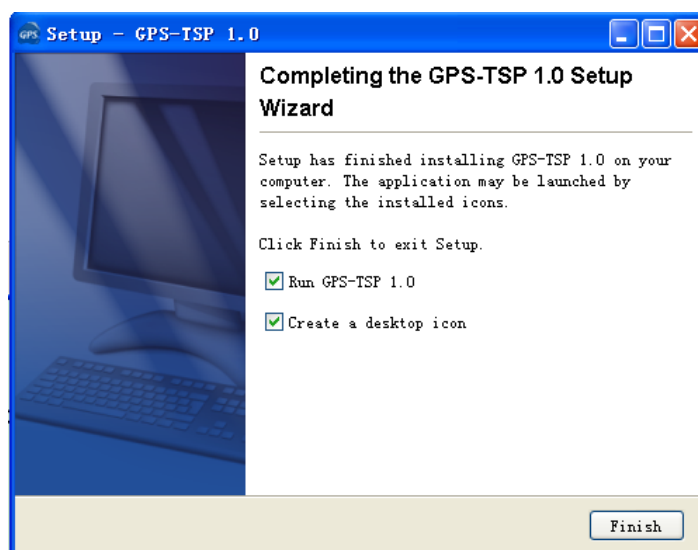 GPS Setup - GPS-TSP 1.0
Completing the GPS-TSP 1.0 Setup
Wizard
Setup has finished installing GPS-TSP 1.0 on your
computer. The application may be launched by
selecting the installed icons.
Click Finish to exit Setup.
Run GPS-TSP 1.0
Create a desktop icon
Finish